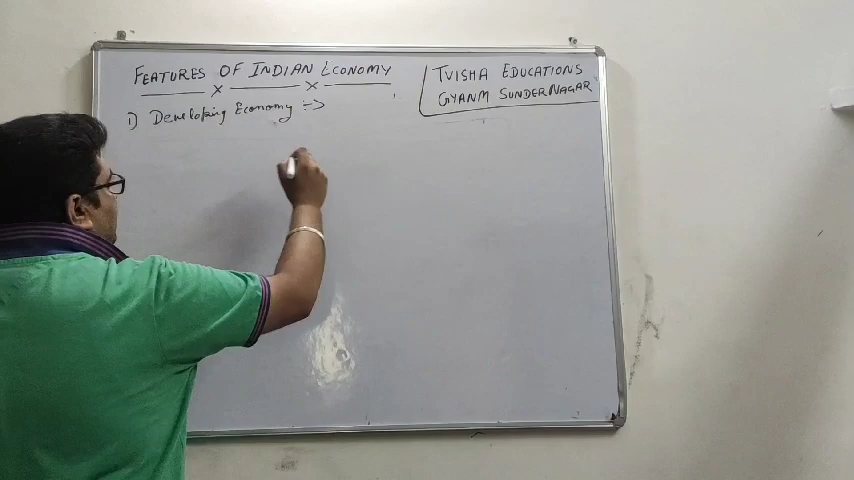 FEATURES OF INDIAN ECONOMY
1) Developing Economy :->
TVISHA EDUCATIONS
GYANM SUNDERNAGAR